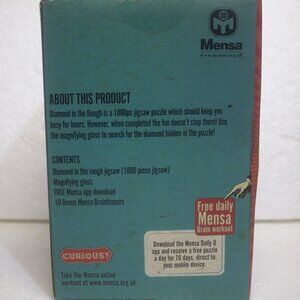 Mensa
www.mensa.org.uk
ABOUT THIS PRODUCT
Diamond in the Rough is a 1000pc jigsaw puzzle which should keep you
busy for hours. However, when completed the fun doesn't stop there! Use
the magnifying glass to search for the diamond hidden in the puzzle!
CONTENTS
Diamond in the rough jigsaw (1000 piece jigsaw)
Magnifying glass
FREE Mensa app download
10 Bonus Mensa Brainteasers
Free daily
Mensa
Brain workout
CURIOUS?
Take the Mensa online
workout at www.mensa.org.uk
Download the Mensa Daily Q
app and receive a free puzzle
a day for 70 days, direct to
your mobile device.